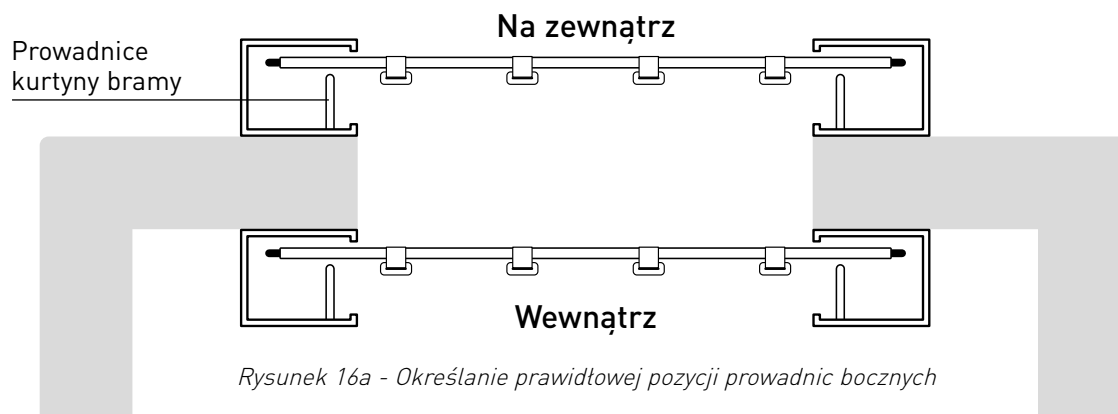 Na zewnątrz
Prowadnice
kurtyny bramy
Wewnątrz
Rysunek 16a - Określanie prawidłowej pozycji prowadnic bocznych